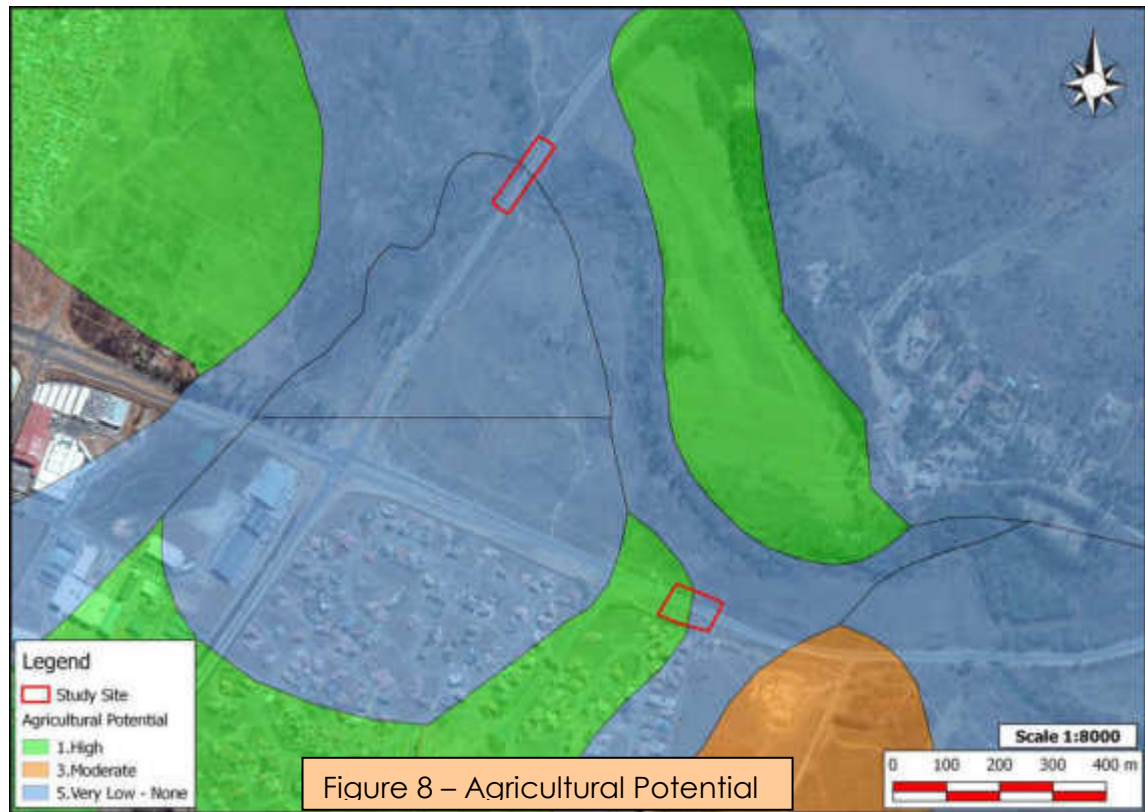 Legend
Study Site
Agricultural Potential
1.High
3.Moderate
5.Very Low - None
Figure 8 – Agricultural Potential
Scale 1:8000
0 100 200 300 400 m